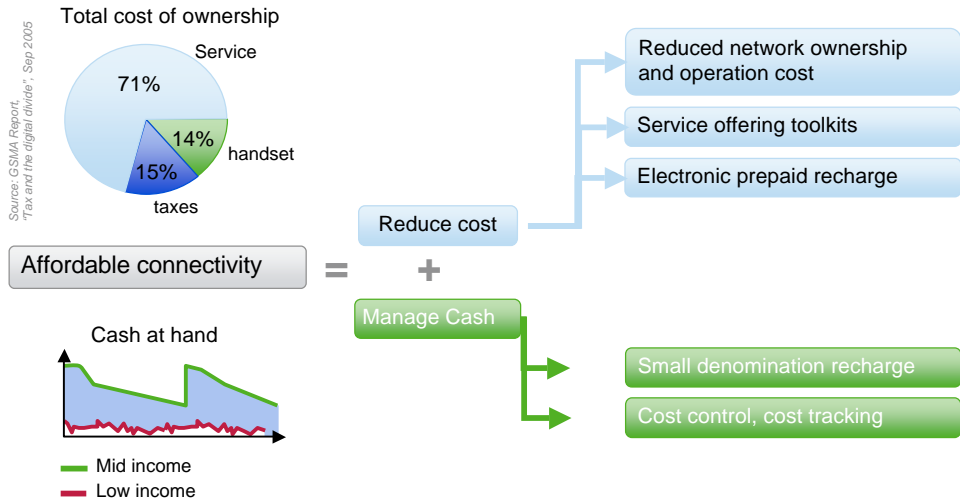 Total cost of ownership
Service
71%
14%
handset
15%
taxes
Source: GSMA Report,
"Tax and the digital divide", Sep 2005
Reduced network ownership
and operation cost
Service offering toolkits
Electronic prepaid recharge
Reduce cost
Affordable connectivity
=
+
Manage Cash
Cash at hand
Small denomination recharge
Cost control, cost tracking
Mid income
Low income